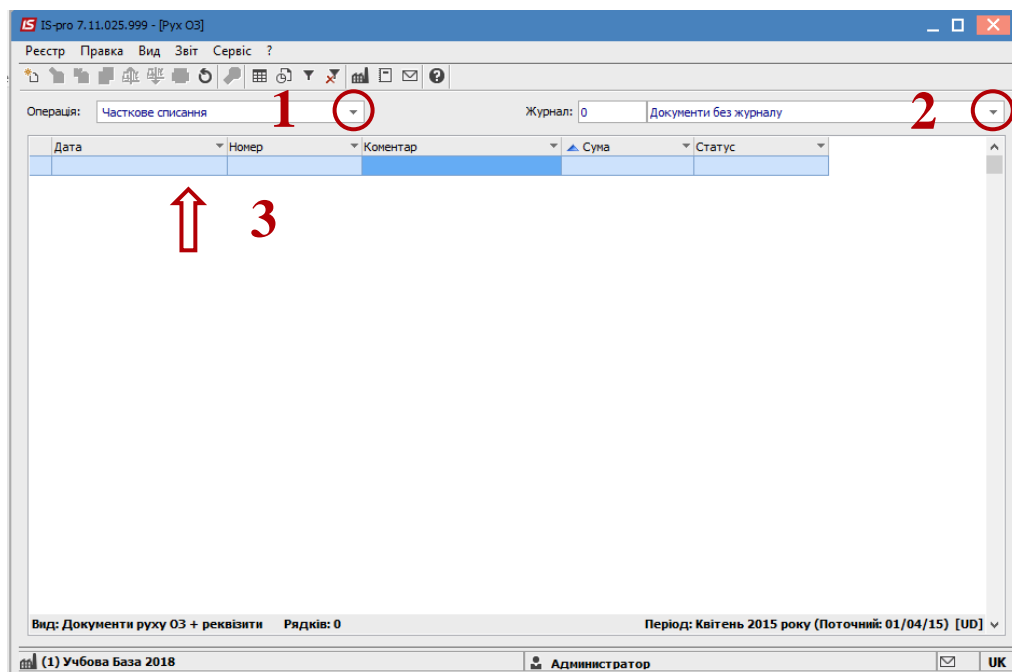 IS-pro 7.11.025.999 - [Рух ОЗ]
Реєстр Правка Вид Звіт Сервіс ?
Операція: Часткове списання 1 Журнал: 0 Документи без журналу 2
Дата Номер Коментар Сума Статус
3
Вид: Документи руху ОЗ + реквізити Рядків: 0 Період: Квітень 2015 року (Поточний: 01/04/15) [UD]
(1) Учбова База 2018 Администратор UK